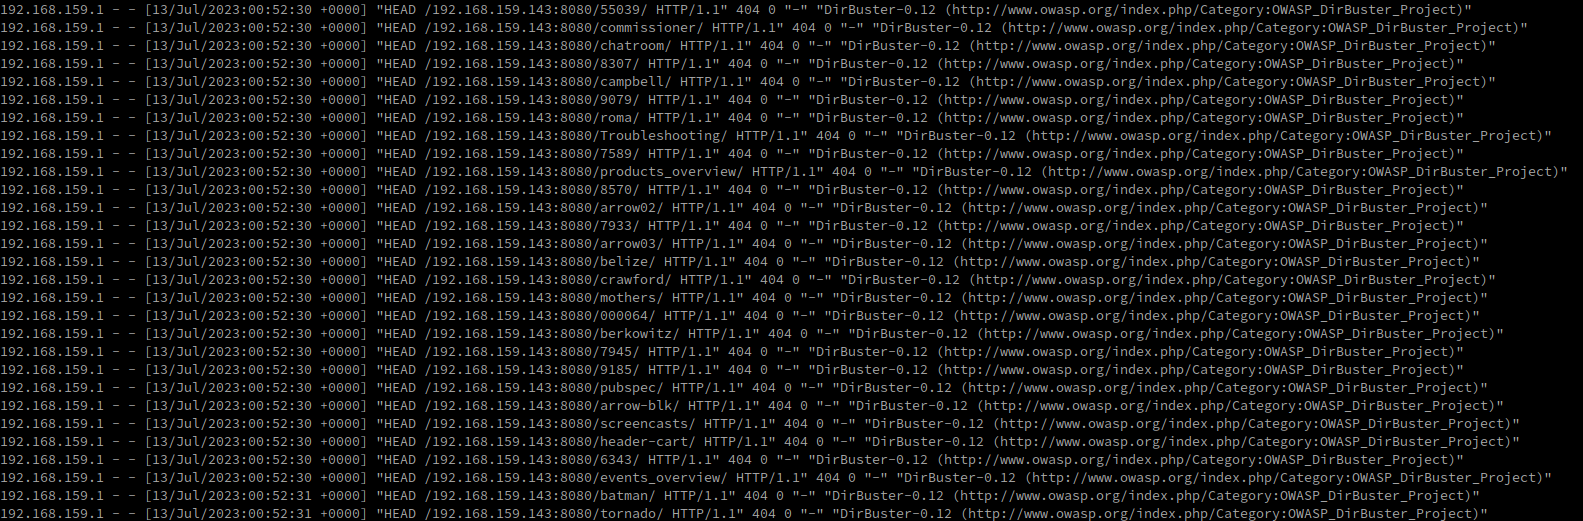 192.168.159.1 - - [13/Jul/2023:00:52:30 +0000] "HEAD /192.168.159.143:8080/55039/ HTTP/1.1" 404 0 "-" "DirBuster-0.12 (http://www.owasp.org/index.php/Category:OWASP_DirBuster_Project)"
192.168.159.1 - - [13/Jul/2023:00:52:30 +0000] "HEAD /192.168.159.143:8080/commissioner/ HTTP/1.1" 404 0 "-" "DirBuster-0.12 (http://www.owasp.org/index.php/Category:OWASP_DirBuster_Project)"
192.168.159.1 - - [13/Jul/2023:00:52:30 +0000] "HEAD /192.168.159.143:8080/chatroom/ HTTP/1.1" 404 0 "-" "DirBuster-0.12 (http://www.owasp.org/index.php/Category:OWASP_DirBuster_Project)"
192.168.159.1 - - [13/Jul/2023:00:52:30 +0000] "HEAD /192.168.159.143:8080/8307/ HTTP/1.1" 404 0 "-" "DirBuster-0.12 (http://www.owasp.org/index.php/Category:OWASP_DirBuster_Project)"
192.168.159.1 - - [13/Jul/2023:00:52:30 +0000] "HEAD /192.168.159.143:8080/campbell/ HTTP/1.1" 404 0 "-" "DirBuster-0.12 (http://www.owasp.org/index.php/Category:OWASP_DirBuster_Project)"
192.168.159.1 - - [13/Jul/2023:00:52:30 +0000] "HEAD /192.168.159.143:8080/9079/ HTTP/1.1" 404 0 "-" "DirBuster-0.12 (http://www.owasp.org/index.php/Category:OWASP_DirBuster_Project)"
192.168.159.1 - - [13/Jul/2023:00:52:30 +0000] "HEAD /192.168.159.143:8080/roma/ HTTP/1.1" 404 0 "-" "DirBuster-0.12 (http://www.owasp.org/index.php/Category:OWASP_DirBuster_Project)"
192.168.159.1 - - [13/Jul/2023:00:52:30 +0000] "HEAD /192.168.159.143:8080/Troubleshooting/ HTTP/1.1" 404 0 "-" "DirBuster-0.12 (http://www.owasp.org/index.php/Category:OWASP_DirBuster_Project)"
192.168.159.1 - - [13/Jul/2023:00:52:30 +0000] "HEAD /192.168.159.143:8080/7589/ HTTP/1.1" 404 0 "-" "DirBuster-0.12 (http://www.owasp.org/index.php/Category:OWASP_DirBuster_Project)"
192.168.159.1 - - [13/Jul/2023:00:52:30 +0000] "HEAD /192.168.159.143:8080/products_overview/ HTTP/1.1" 404 0 "-" "DirBuster-0.12 (http://www.owasp.org/index.php/Category:OWASP_DirBuster_Project)"
192.168.159.1 - - [13/Jul/2023:00:52:30 +0000] "HEAD /192.168.159.143:8080/8570/ HTTP/1.1" 404 0 "-" "DirBuster-0.12 (http://www.owasp.org/index.php/Category:OWASP_DirBuster_Project)"
192.168.159.1 - - [13/Jul/2023:00:52:30 +0000] "HEAD /192.168.159.143:8080/arrow02/ HTTP/1.1" 404 0 "-" "DirBuster-0.12 (http://www.owasp.org/index.php/Category:OWASP_DirBuster_Project)"
192.168.159.1 - - [13/Jul/2023:00:52:30 +0000] "HEAD /192.168.159.143:8080/7933/ HTTP/1.1" 404 0 "-" "DirBuster-0.12 (http://www.owasp.org/index.php/Category:OWASP_DirBuster_Project)"
192.168.159.1 - - [13/Jul/2023:00:52:30 +0000] "HEAD /192.168.159.143:8080/arrow03/ HTTP/1.1" 404 0 "-" "DirBuster-0.12 (http://www.owasp.org/index.php/Category:OWASP_DirBuster_Project)"
192.168.159.1 - - [13/Jul/2023:00:52:30 +0000] "HEAD /192.168.159.143:8080/belize/ HTTP/1.1" 404 0 "-" "DirBuster-0.12 (http://www.owasp.org/index.php/Category:OWASP_DirBuster_Project)"
192.168.159.1 - - [13/Jul/2023:00:52:30 +0000] "HEAD /192.168.159.143:8080/crawford/ HTTP/1.1" 404 0 "-" "DirBuster-0.12 (http://www.owasp.org/index.php/Category:OWASP_DirBuster_Project)"
192.168.159.1 - - [13/Jul/2023:00:52:30 +0000] "HEAD /192.168.159.143:8080/mothers/ HTTP/1.1" 404 0 "-" "DirBuster-0.12 (http://www.owasp.org/index.php/Category:OWASP_DirBuster_Project)"
192.168.159.1 - - [13/Jul/2023:00:52:30 +0000] "HEAD /192.168.159.143:8080/000064/ HTTP/1.1" 404 0 "-" "DirBuster-0.12 (http://www.owasp.org/index.php/Category:OWASP_DirBuster_Project)"
192.168.159.1 - - [13/Jul/2023:00:52:30 +0000] "HEAD /192.168.159.143:8080/berkowitz/ HTTP/1.1" 404 0 "-" "DirBuster-0.12 (http://www.owasp.org/index.php/Category:OWASP_DirBuster_Project)"
192.168.159.1 - - [13/Jul/2023:00:52:30 +0000] "HEAD /192.168.159.143:8080/7945/ HTTP/1.1" 404 0 "-" "DirBuster-0.12 (http://www.owasp.org/index.php/Category:OWASP_DirBuster_Project)"
192.168.159.1 - - [13/Jul/2023:00:52:30 +0000] "HEAD /192.168.159.143:8080/9185/ HTTP/1.1" 404 0 "-" "DirBuster-0.12 (http://www.owasp.org/index.php/Category:OWASP_DirBuster_Project)"
192.168.159.1 - - [13/Jul/2023:00:52:30 +0000] "HEAD /192.168.159.143:8080/pubspec/ HTTP/1.1" 404 0 "-" "DirBuster-0.12 (http://www.owasp.org/index.php/Category:OWASP_DirBuster_Project)"
192.168.159.1 - - [13/Jul/2023:00:52:30 +0000] "HEAD /192.168.159.143:8080/arrow-blk/ HTTP/1.1" 404 0 "-" "DirBuster-0.12 (http://www.owasp.org/index.php/Category:OWASP_DirBuster_Project)"
192.168.159.1 - - [13/Jul/2023:00:52:30 +0000] "HEAD /192.168.159.143:8080/screencasts/ HTTP/1.1" 404 0 "-" "DirBuster-0.12 (http://www.owasp.org/index.php/Category:OWASP_DirBuster_Project)"
192.168.159.1 - - [13/Jul/2023:00:52:30 +0000] "HEAD /192.168.159.143:8080/header-cart/ HTTP/1.1" 404 0 "-" "DirBuster-0.12 (http://www.owasp.org/index.php/Category:OWASP_DirBuster_Project)"
192.168.159.1 - - [13/Jul/2023:00:52:30 +0000] "HEAD /192.168.159.143:8080/6343/ HTTP/1.1" 404 0 "-" "DirBuster-0.12 (http://www.owasp.org/index.php/Category:OWASP_DirBuster_Project)"
192.168.159.1 - - [13/Jul/2023:00:52:30 +0000] "HEAD /192.168.159.143:8080/events_overview/ HTTP/1.1" 404 0 "-" "DirBuster-0.12 (http://www.owasp.org/index.php/Category:OWASP_DirBuster_Project)"
192.168.159.1 - - [13/Jul/2023:00:52:31 +0000] "HEAD /192.168.159.143:8080/batman/ HTTP/1.1" 404 0 "-" "DirBuster-0.12 (http://www.owasp.org/index.php/Category:OWASP_DirBuster_Project)"
192.168.159.1 - - [13/Jul/2023:00:52:31 +0000] "HEAD /192.168.159.143:8080/tornado/ HTTP/1.1" 404 0 "-" "DirBuster-0.12 (http://www.owasp.org/index.php/Category:OWASP_DirBuster_Project)"